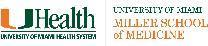 UHealth
UNIVERSITY OF MIAMI HEALTH SYSTEM
UNIVERSITY OF MIAMI
MILLER SCHOOL
of MEDICINE